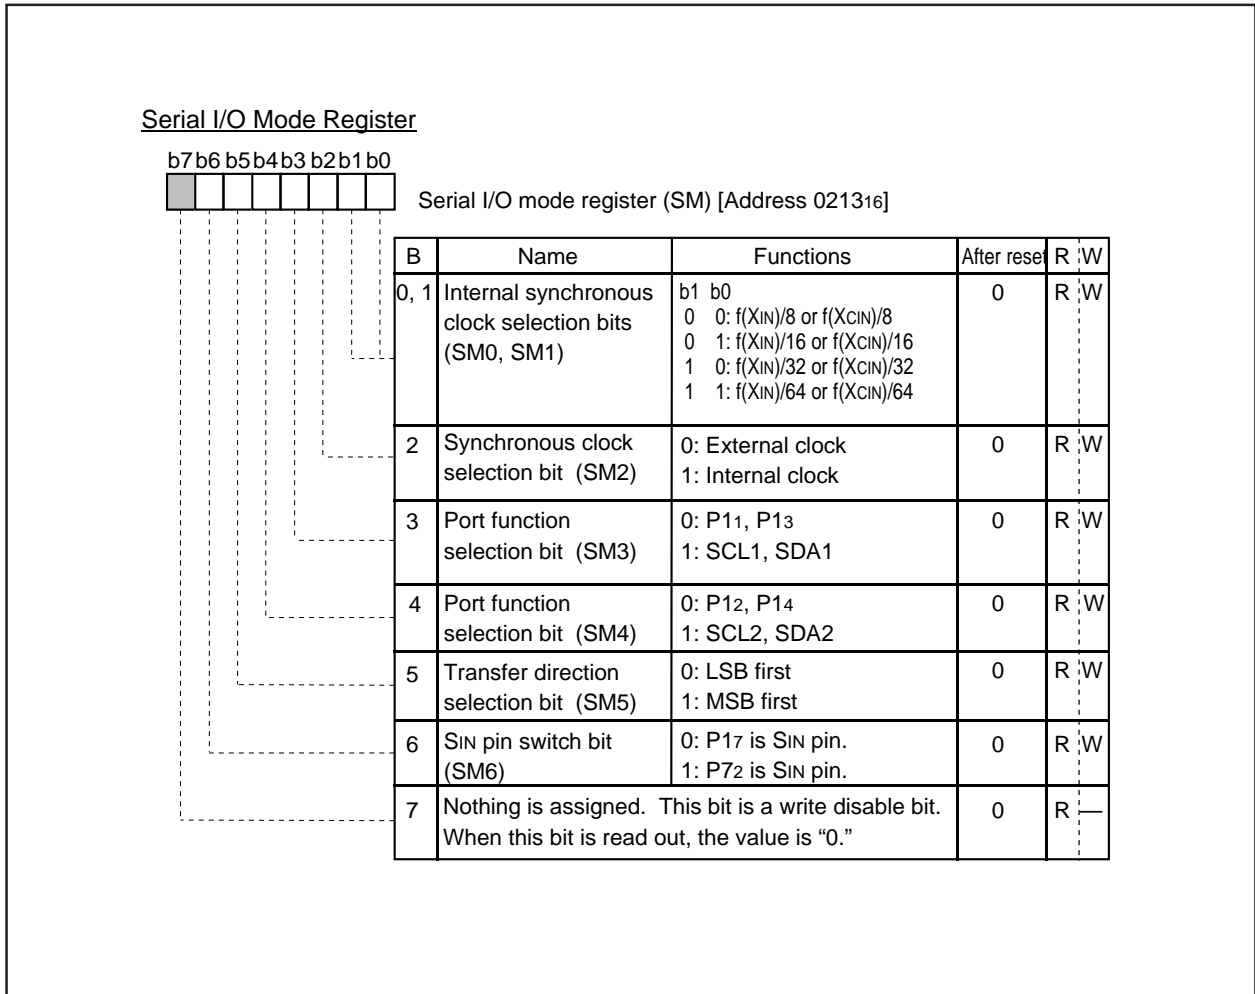 Serial I/O Mode Register
b7 b6 b5 b4 b3 b2 b1 b0
Serial I/O mode register (SM) [Address 021316]
B Name Functions After reset R W
0, 1 Internal synchronous clock selection bits (SM0, SM1)
b1 b0
0 0: f(XIN)/8 or f(XCIN)/8
0 1: f(XIN)/16 or f(XCIN)/16
1 0: f(XIN)/32 or f(XCIN)/32
1 1: f(XIN)/64 or f(XCIN)/64
0 R W
2 Synchronous clock selection bit (SM2)
0: External clock
1: Internal clock
0 R W
3 Port function selection bit (SM3)
0: P11, P13
1: SCL1, SDA1
0 R W
4 Port function selection bit (SM4)
0: P12, P14
1: SCL2, SDA2
0 R W
5 Transfer direction selection bit (SM5)
0: LSB first
1: MSB first
0 R W
6 SIN pin switch bit (SM6)
0: P17 is SIN pin.
1: P72 is SIN pin.
0 R W
7 Nothing is assigned. This bit is a write disable bit.
When this bit is read out, the value is “0.”
0 R —